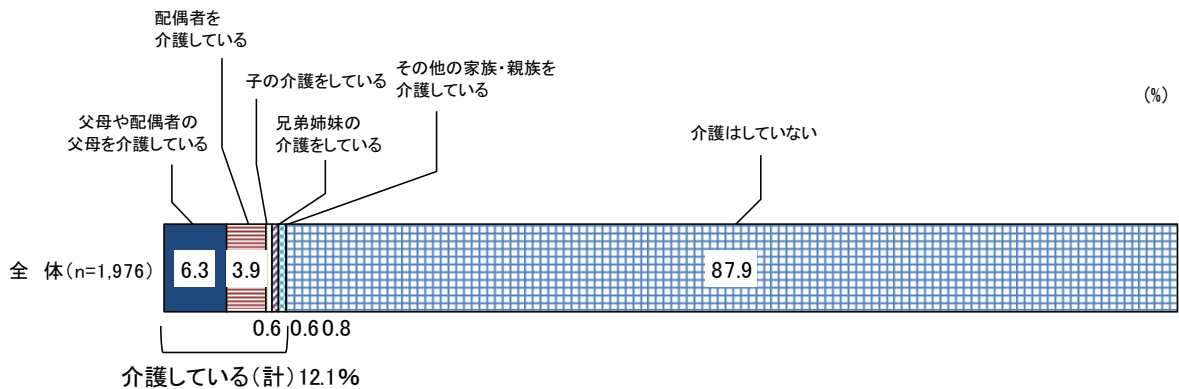 配偶者を
介護している
その他の家族・親族を
介護している
子の介護をしている
(%)
父母や配偶者の
父母を介護している
兄弟姉妹の
介護をしている
介護はしていない
全 体(n=1,976)
6.3
3.9
87.9
0.6
0.6
0.8
介護している(計)12.1%